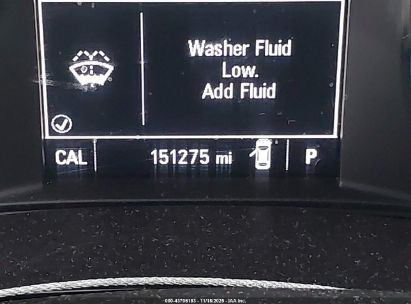 Washer Fluid
Low.
Add Fluid
CAL 151275 mi P